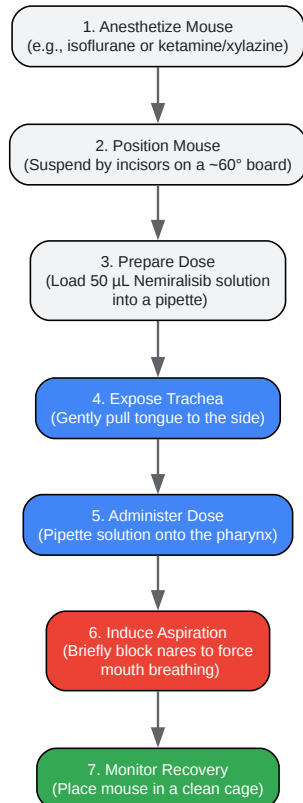 1. Anesthetize Mouse
(e.g., isoflurane or ketamine/xylazine)
2. Position Mouse
(Suspend by incisors on a ~60° board)
3. Prepare Dose
(Load 50 µL Nemiralisib solution
into a pipette)
4. Expose Trachea
(Gently pull tongue to the side)
5. Administer Dose
(Pipette solution onto the pharynx)
6. Induce Aspiration
(Briefly block nares to force
mouth breathing)
7. Monitor Recovery
(Place mouse in a clean cage)